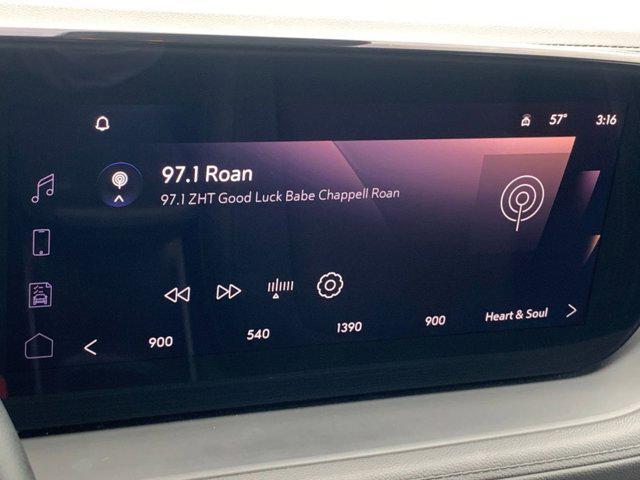 57° 3:16
97.1 Roan
97.1 ZHT Good Luck Babe Chappell Roan
900 540 1390 900 Heart & Soul